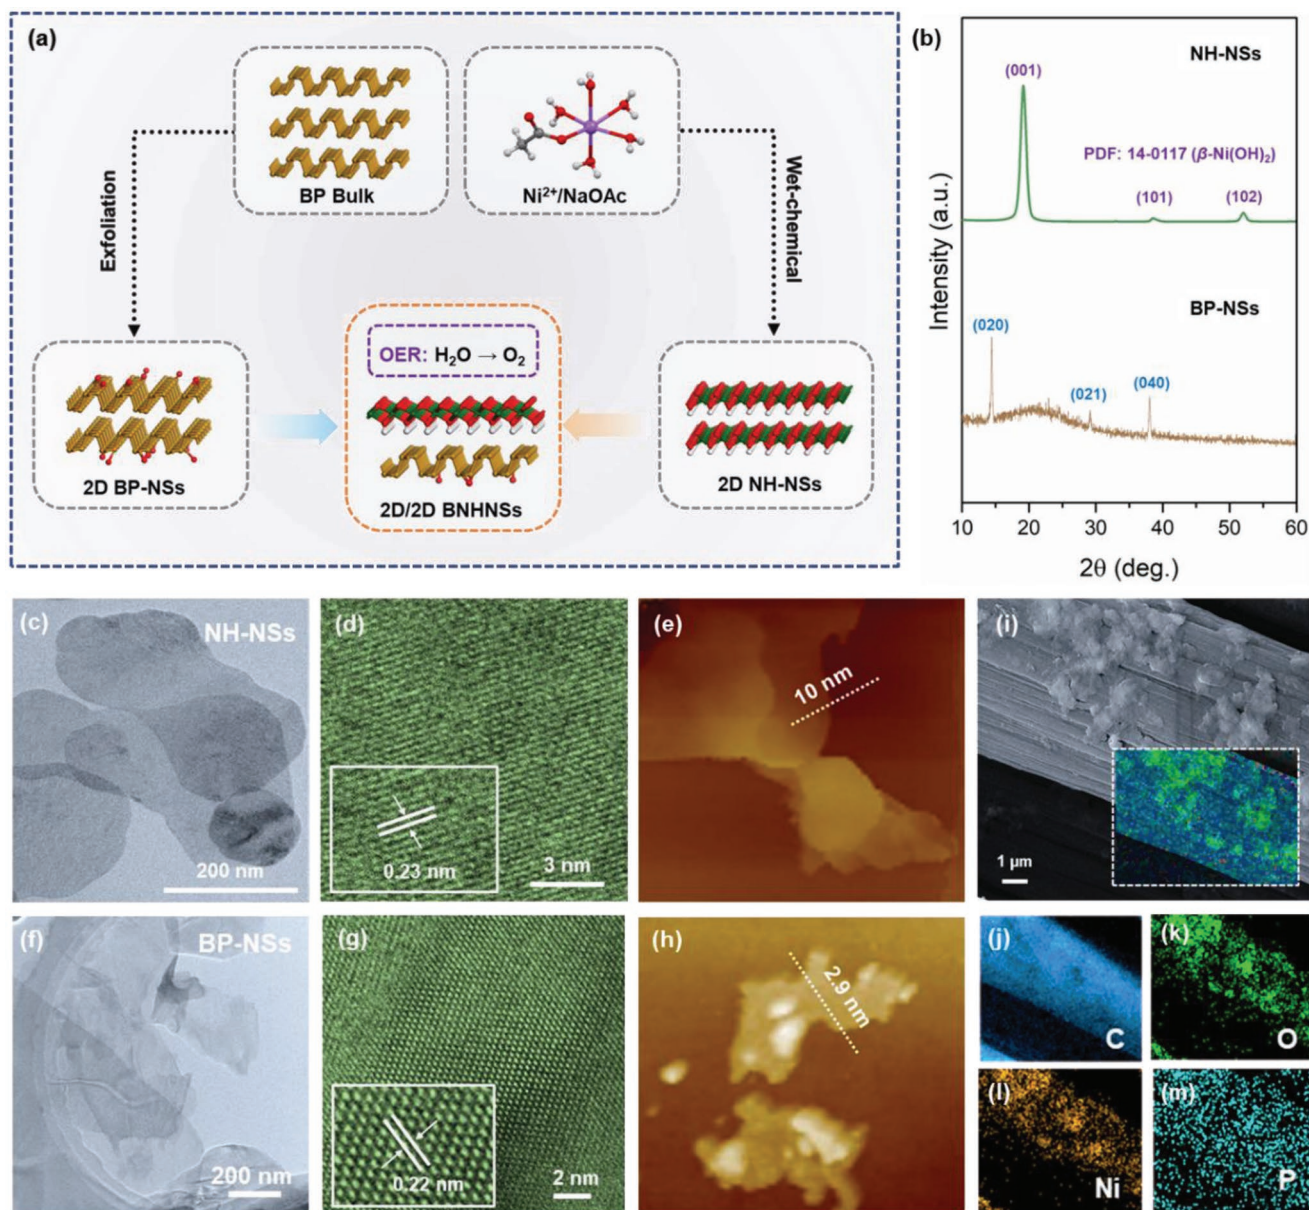 (a)
BP Bulk
Ni²⁺/NaOAc
Exfoliation
Wet-chemical
OER: H₂O → O₂
2D BP-NSs
2D/2D BNHNSs
2D NH-NSs
(b)
NH-NSs
(001)
PDF: 14-0117 (β-Ni(OH)₂)
(101)
(102)
BP-NSs
(020)
(021)
(040)
Intensity (a.u.)
10 20 30 40 50 60
2θ (deg.)
(c)
NH-NSs
200 nm
(d)
0.23 nm
3 nm
(e)
10 nm
(i)
1 µm
(f)
BP-NSs
200 nm
(g)
0.22 nm
2 nm
(h)
2.9 nm
(j)
C
(k)
O
(l)
Ni
(m)
P